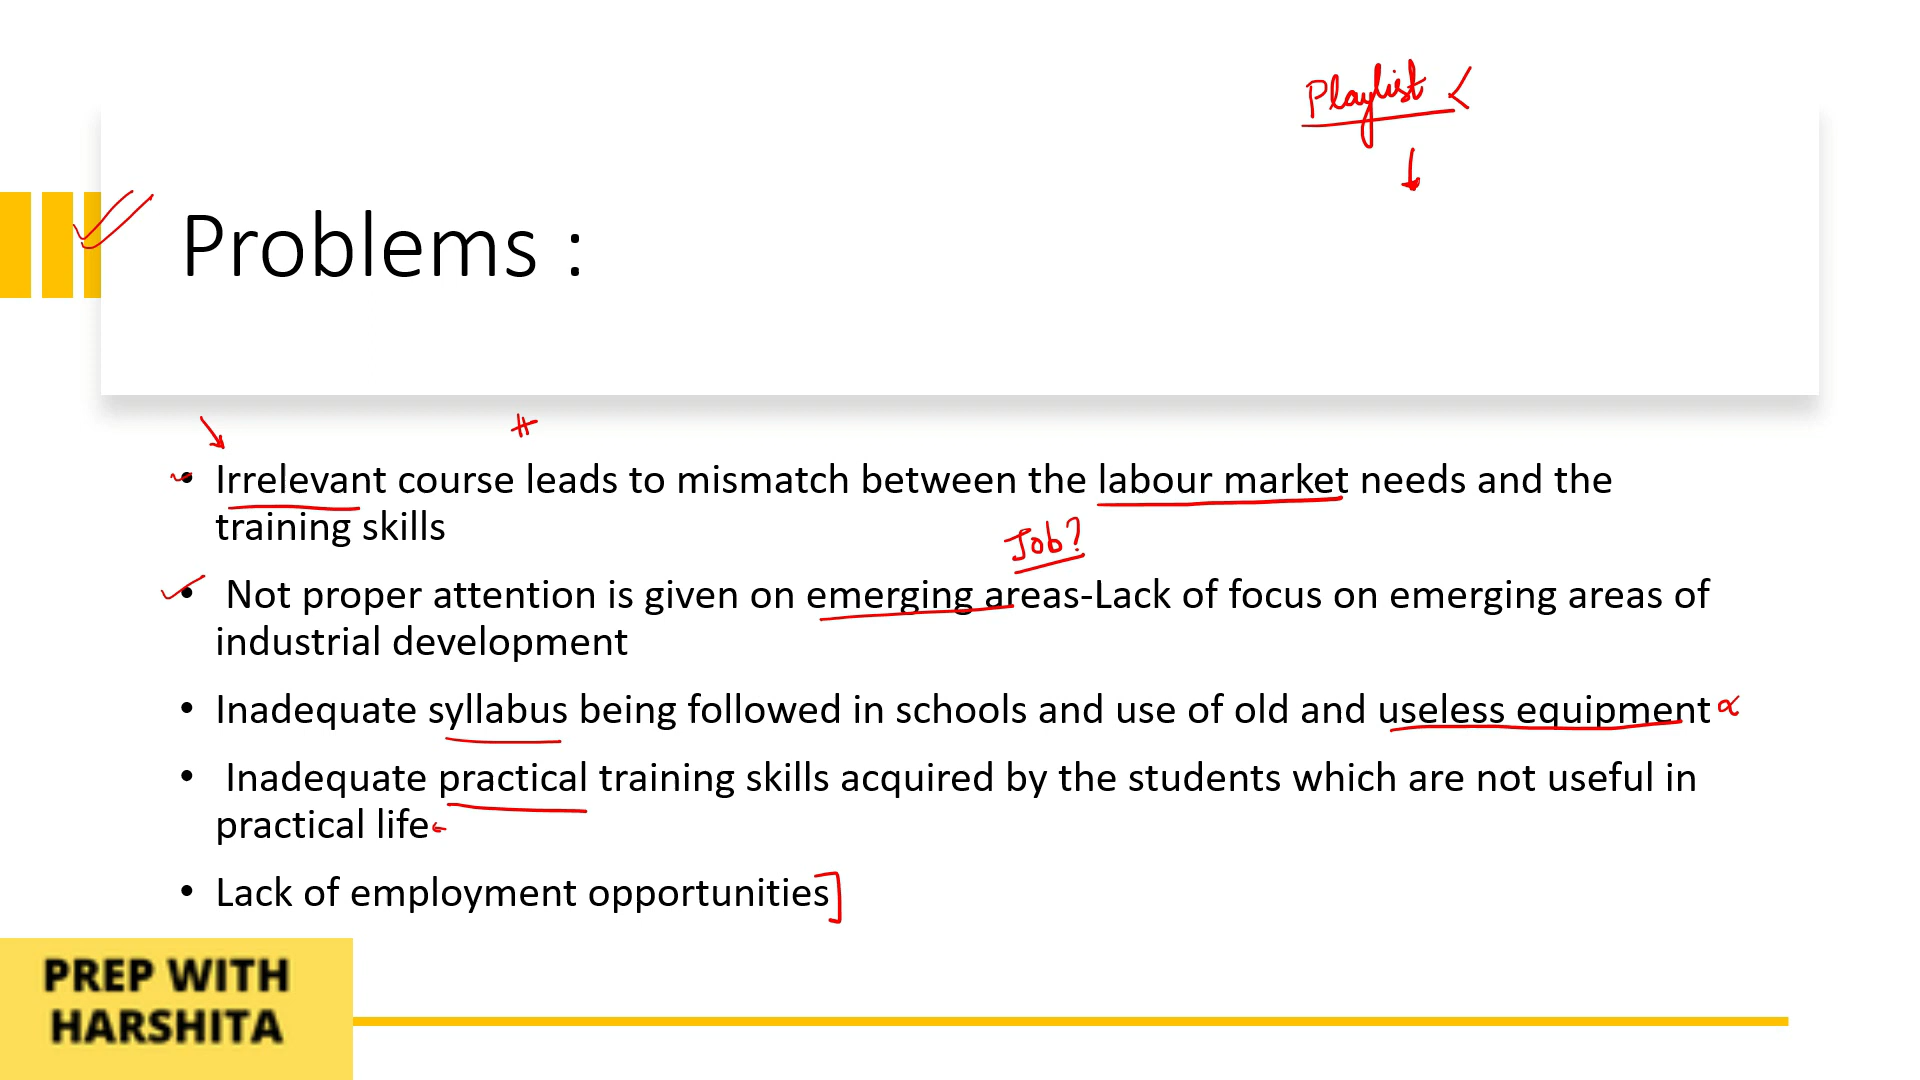 Playlist <
Problems :
• Irrelevant course leads to mismatch between the labour market needs and the
training skills
Job?
• Not proper attention is given on emerging areas-Lack of focus on emerging areas of
industrial development
• Inadequate syllabus being followed in schools and use of old and useless equipment
• Inadequate practical training skills acquired by the students which are not useful in
practical life
• Lack of employment opportunities]
PREP WITH
HARSHITA